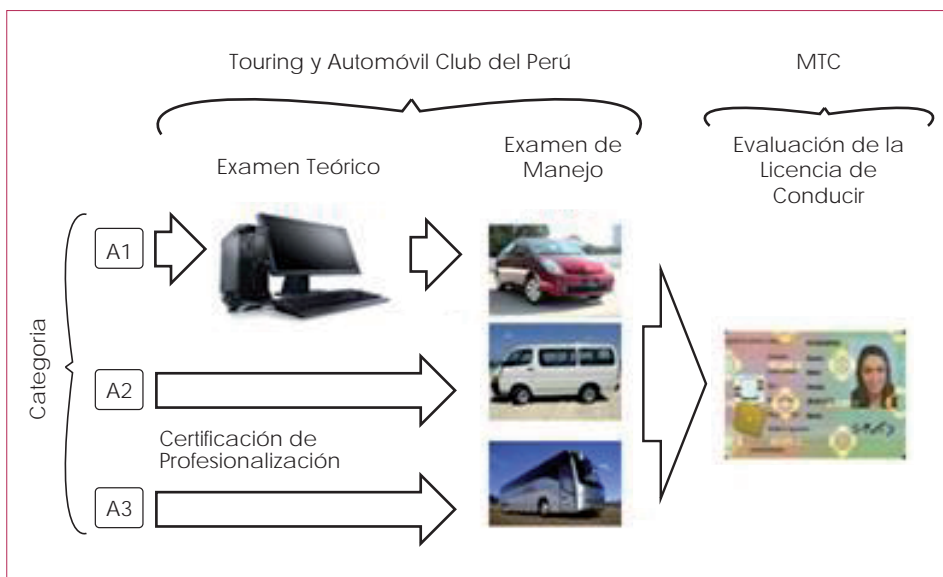 Touring y Automóvil Club del Perú
MTC
Examen Teórico
Examen de
Manejo
Evaluación de la
Licencia de
Conducir
Categoria
A1
A2
Certificación de
Profesionalización
A3